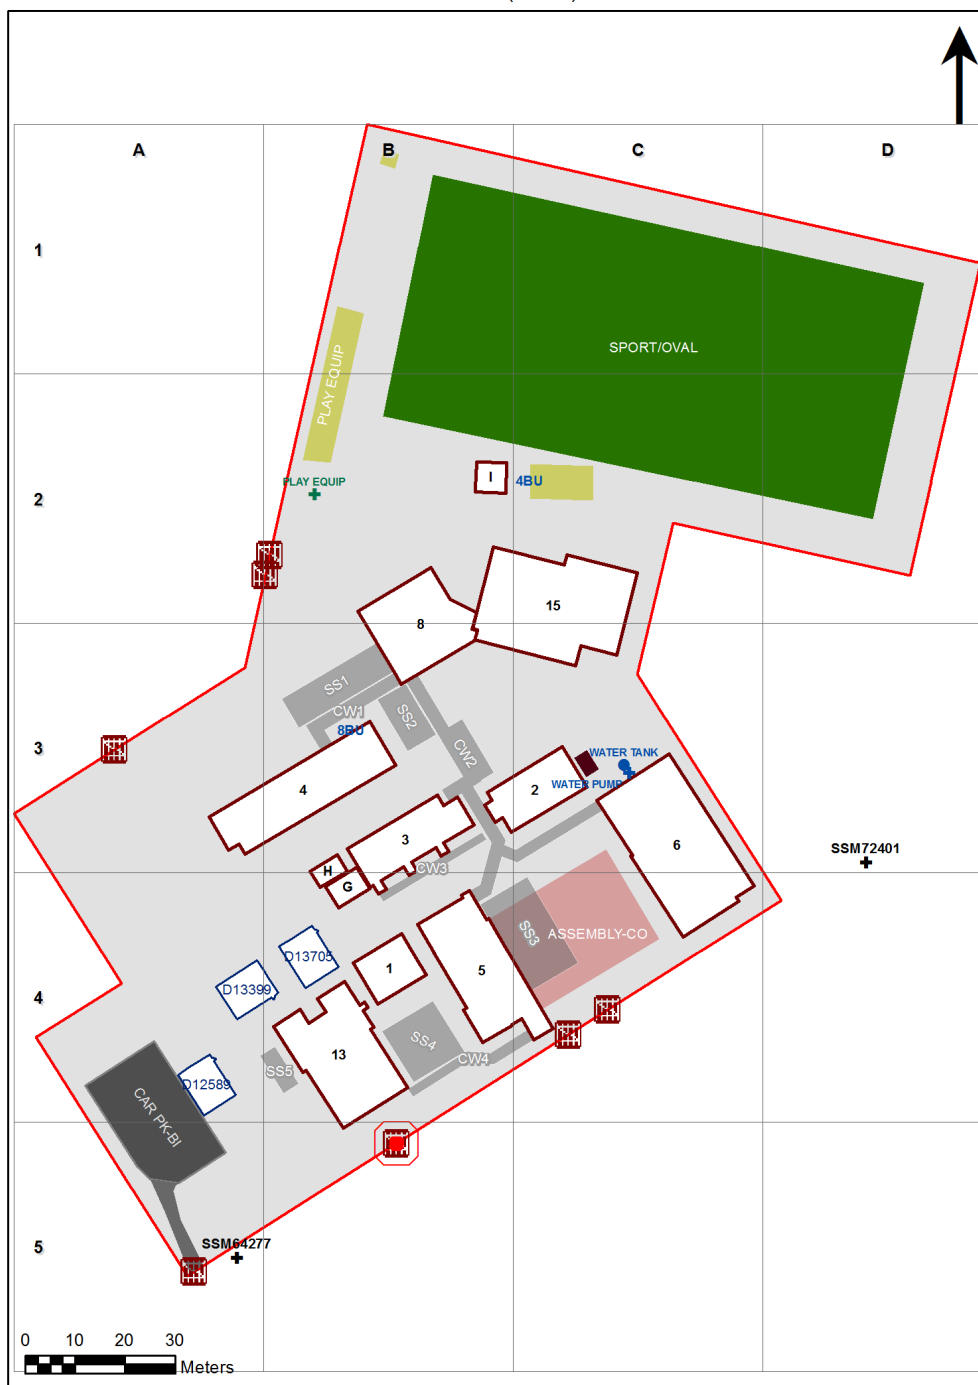 A
B
C
D
1
SPORT/OVAL
PLAY EQUIP
PLAY EQUIP
I
4BU
2
15
8
SS1
CW1
SS2
8BU
CW2
3
WATER TANK
WATER PUMP
4
2
3
6
SSM72401
CW3
H
G
SS3
ASSEMBLY-CO
D13705
D13399
1
5
4
SS4
13
CW4
SS5
D12589
CAR PK-BI
SSM64277
5
0 10 20 30
Meters